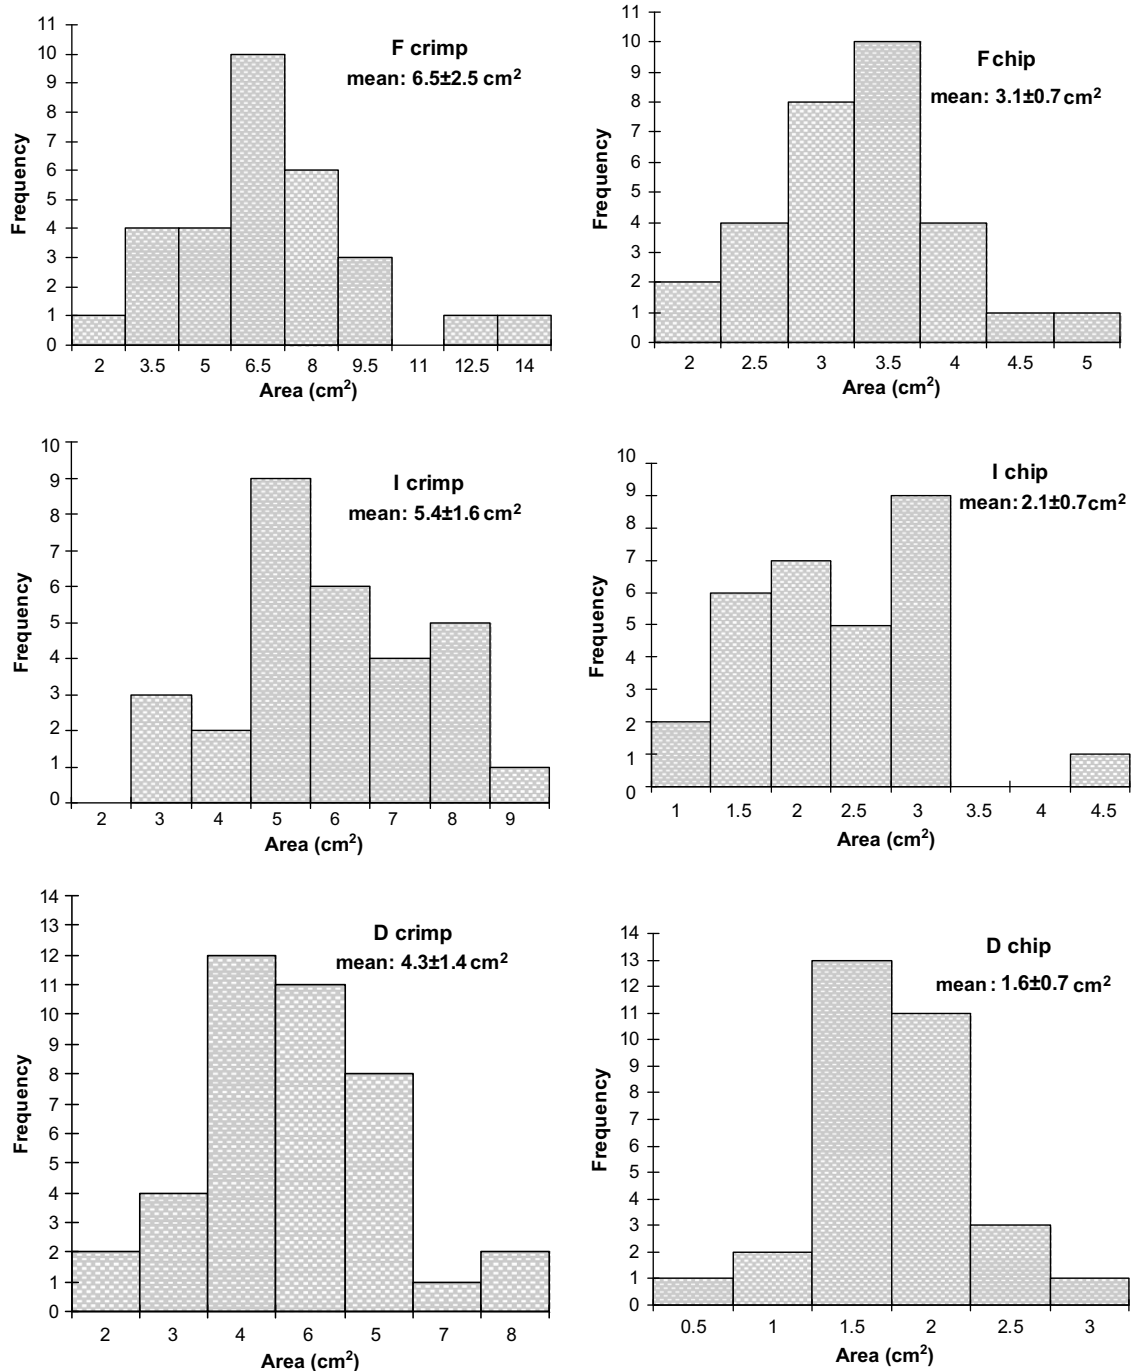 F crimp
mean: 6.5±2.5 cm²
11
10
9
8
7
6
5
4
3
2
1
0
Frequency
2 3.5 5 6.5 8 9.5 11 12.5 14
Area (cm²)
F chip
mean: 3.1±0.7 cm²
11
10
9
8
7
6
5
4
3
2
1
0
Frequency
2 2.5 3 3.5 4 4.5 5
Area (cm²)
I crimp
mean: 5.4±1.6 cm²
10
9
8
7
6
5
4
3
2
1
0
Frequency
2 3 4 5 6 7 8 9
Area (cm²)
I chip
mean: 2.1±0.7 cm²
10
9
8
7
6
5
4
3
2
1
0
Frequency
1 1.5 2 2.5 3 3.5 4 4.5
Area (cm²)
D crimp
mean: 4.3±1.4 cm²
14
13
12
11
10
9
8
7
6
5
4
3
2
1
0
Frequency
2 3 4 6 5 7 8
Area (cm²)
D chip
mean : 1.6±0.7 cm²
14
13
12
11
10
9
8
7
6
5
4
3
2
1
0
Frequency
0.5 1 1.5 2 2.5 3
Area (cm²)